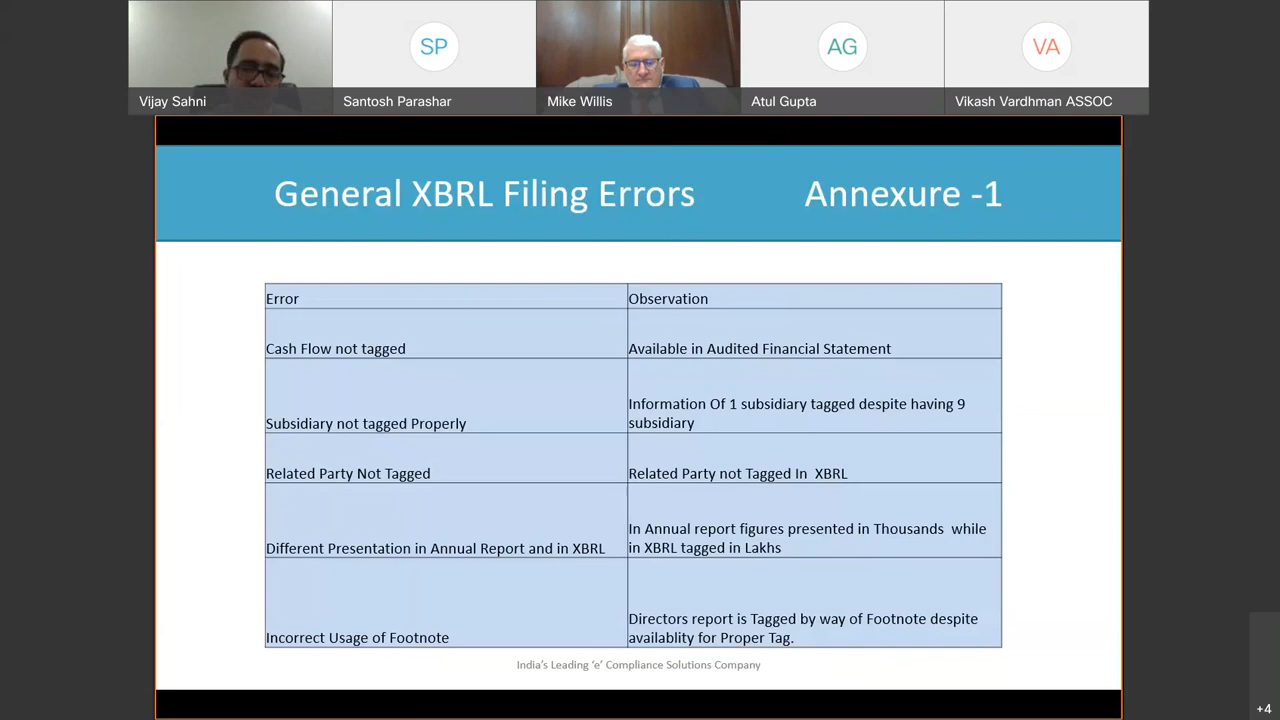 SP
AG
VA
Vijay Sahni
Santosh Parashar
Mike Willis
Atul Gupta
Vikash Vardhman ASSOC
General XBRL Filing Errors Annexure -1
Error
Observation
Cash Flow not tagged
Available in Audited Financial Statement
Subsidiary not tagged Properly
Information Of 1 subsidiary tagged despite having 9
subsidiary
Related Party Not Tagged
Related Party not Tagged In XBRL
Different Presentation in Annual Report and in XBRL
In Annual report figures presented in Thousands while
in XBRL tagged in Lakhs
Incorrect Usage of Footnote
Directors report is Tagged by way of Footnote despite
availablity for Proper Tag.
India's Leading 'e' Compliance Solutions Company
+4